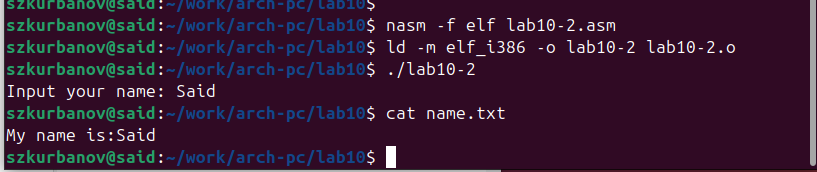 szkurbanov@said:~/work/arch-pc/lab10$
szkurbanov@said:~/work/arch-pc/lab10$ nasm -f elf lab10-2.asm
szkurbanov@said:~/work/arch-pc/lab10$ ld -m elf_i386 -o lab10-2 lab10-2.o
szkurbanov@said:~/work/arch-pc/lab10$ ./lab10-2
Input your name: Said
szkurbanov@said:~/work/arch-pc/lab10$ cat name.txt
My name is:Said
szkurbanov@said:~/work/arch-pc/lab10$